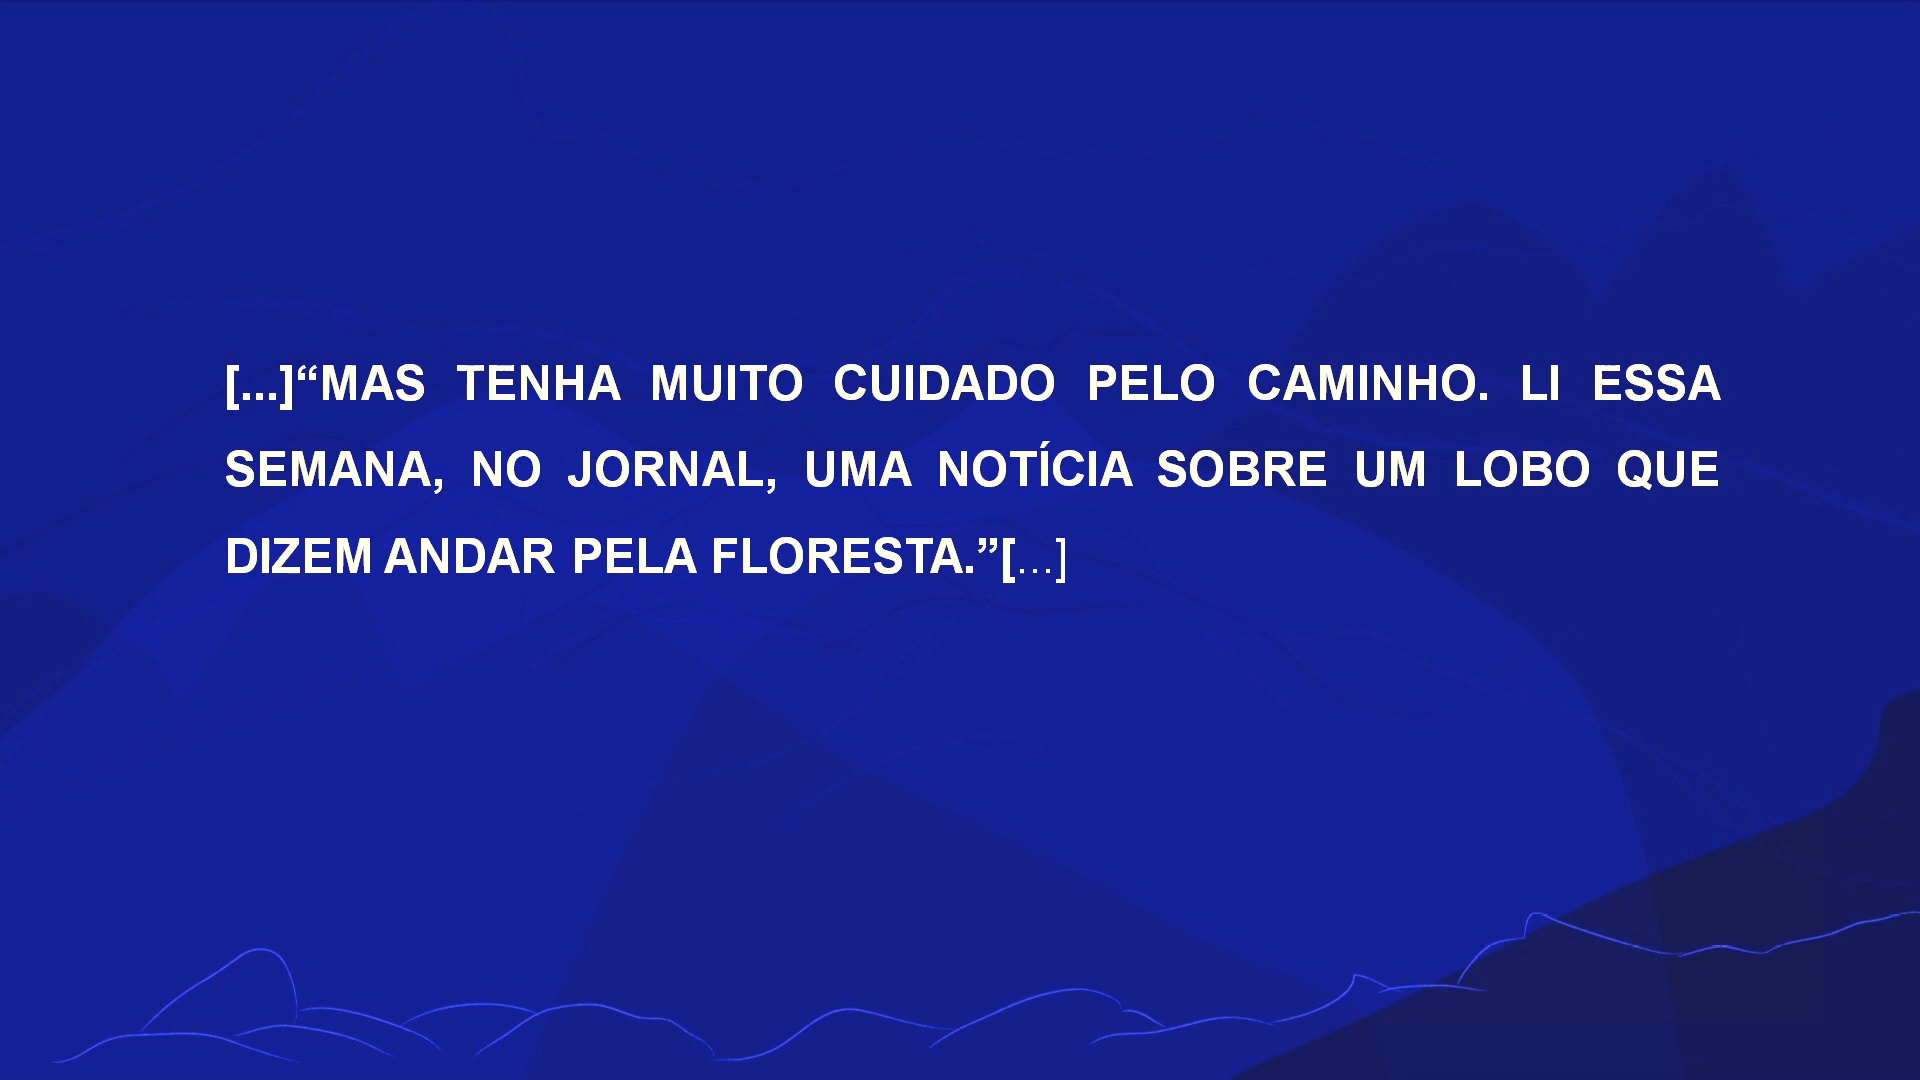 [...]“MAS TENHA MUITO CUIDADO PELO CAMINHO. LI ESSA
SEMANA, NO JORNAL, UMA NOTÍCIA SOBRE UM LOBO QUE
DIZEM ANDAR PELA FLORESTA.”[...]